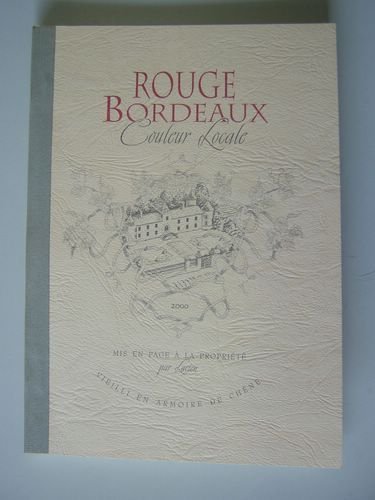 ROUGE
BORDEAUX
Couleur Locale
2000
MIS EN PAGE À LA PROPRIÉTÉ
par Lucien
VIEILLI EN ARMOIRE DE CHÊNE